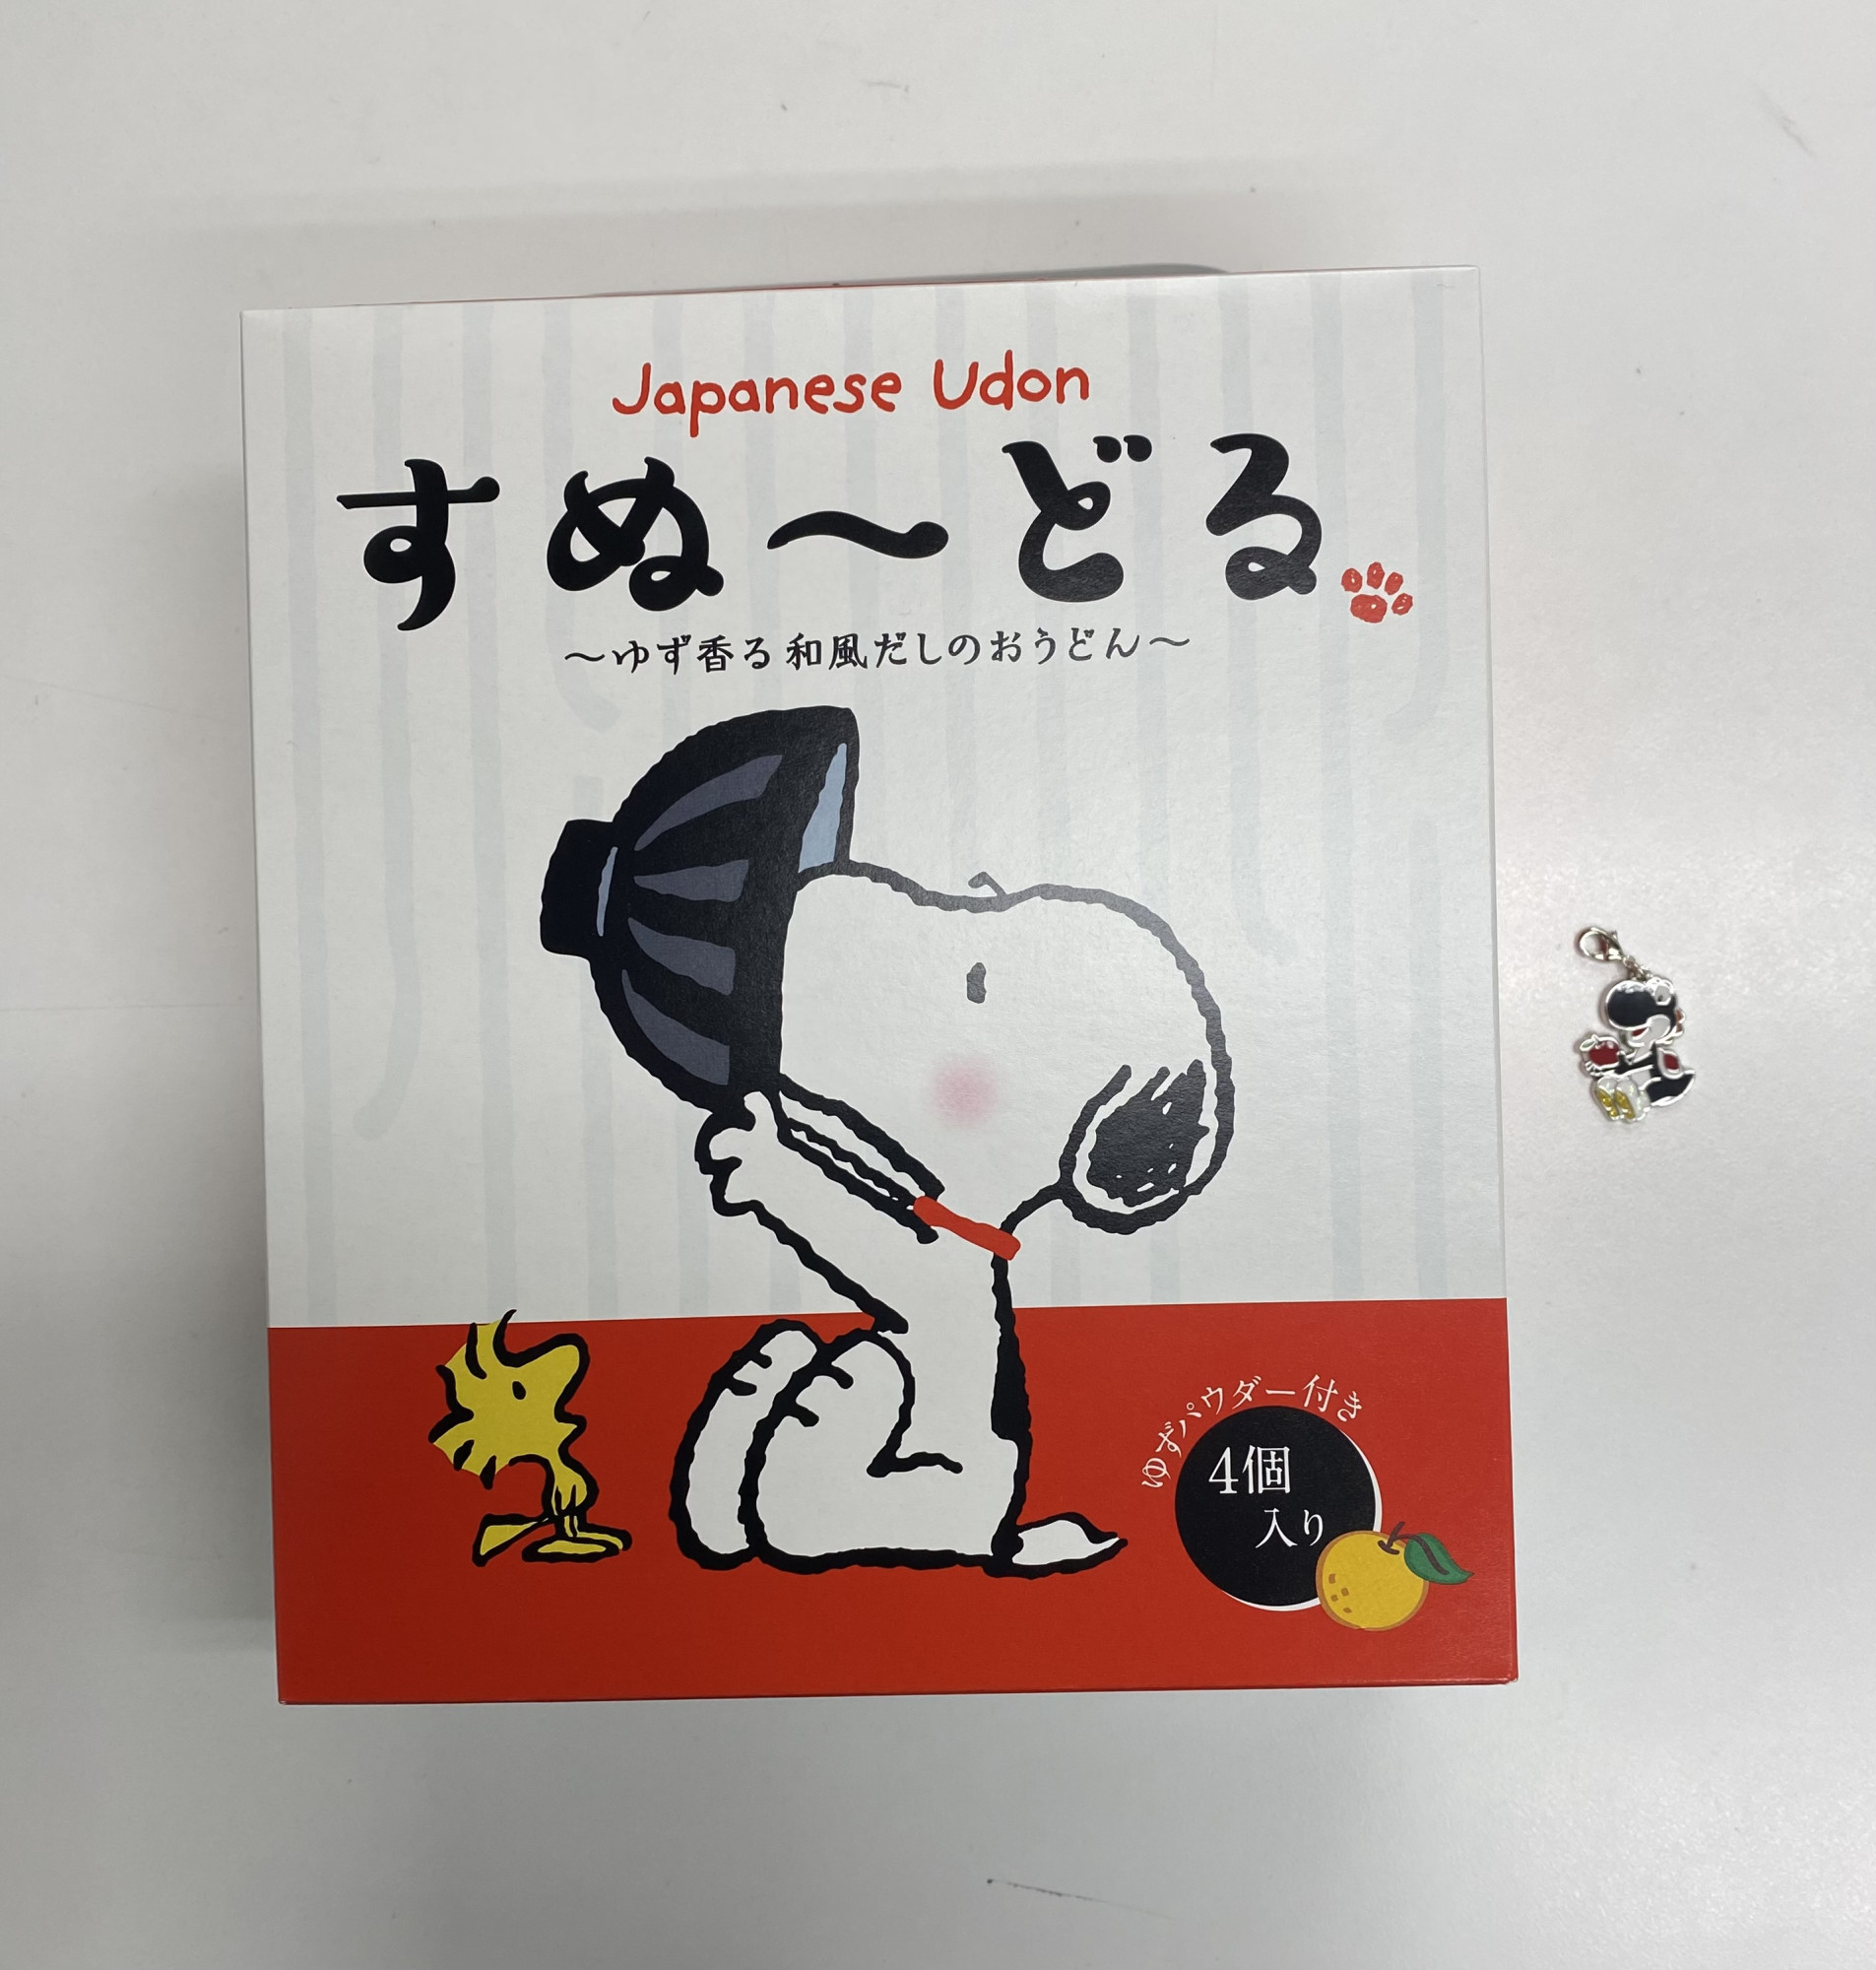 Japanese Udon
すぬ～どる
～ゆず香る 和風だしのおうどん～
ゆずパウダー付き
4個
入り